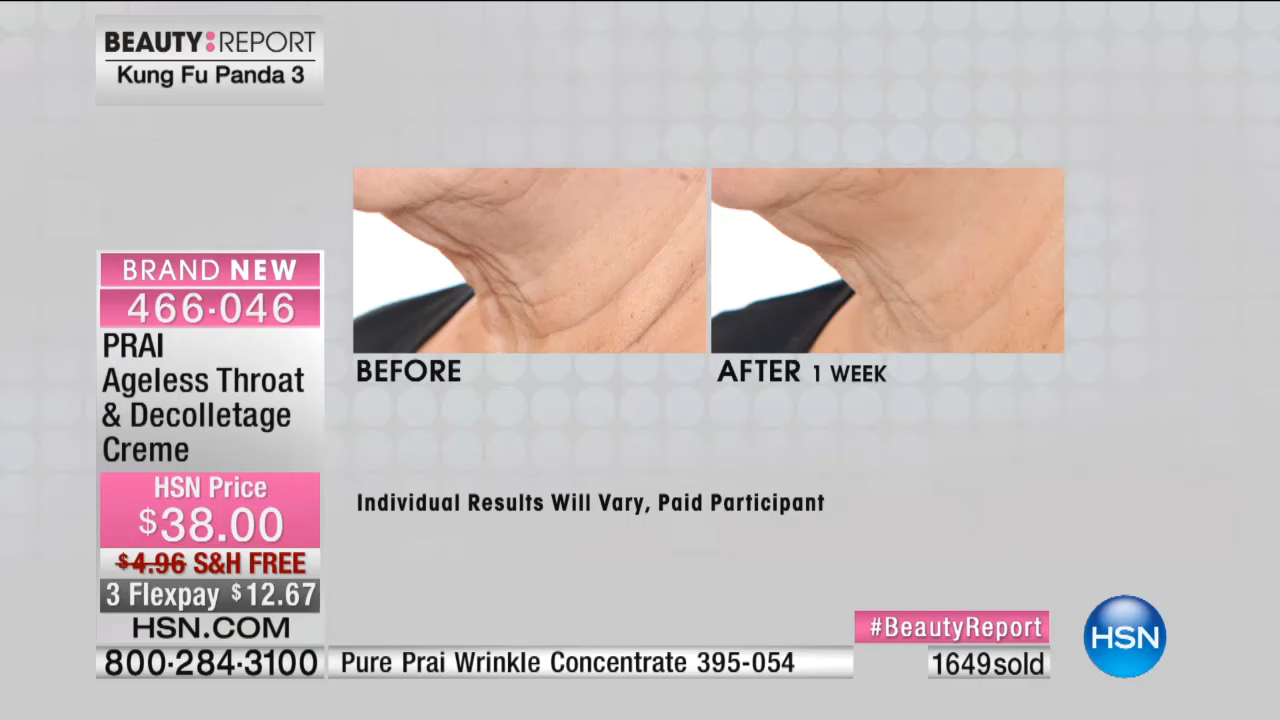 BEAUTY:REPORT
Kung Fu Panda 3
BRAND NEW
466-046
PRAI
Ageless Throat
& Decolletage
Creme
HSN Price
$38.00
$4.96 S&H FREE
3 Flexpay $12.67
HSN.COM
800-284-3100
BEFORE
AFTER 1 WEEK
Individual Results Will Vary, Paid Participant
#BeautyReport
HSN
Pure Prai Wrinkle Concentrate 395-054
1649sold